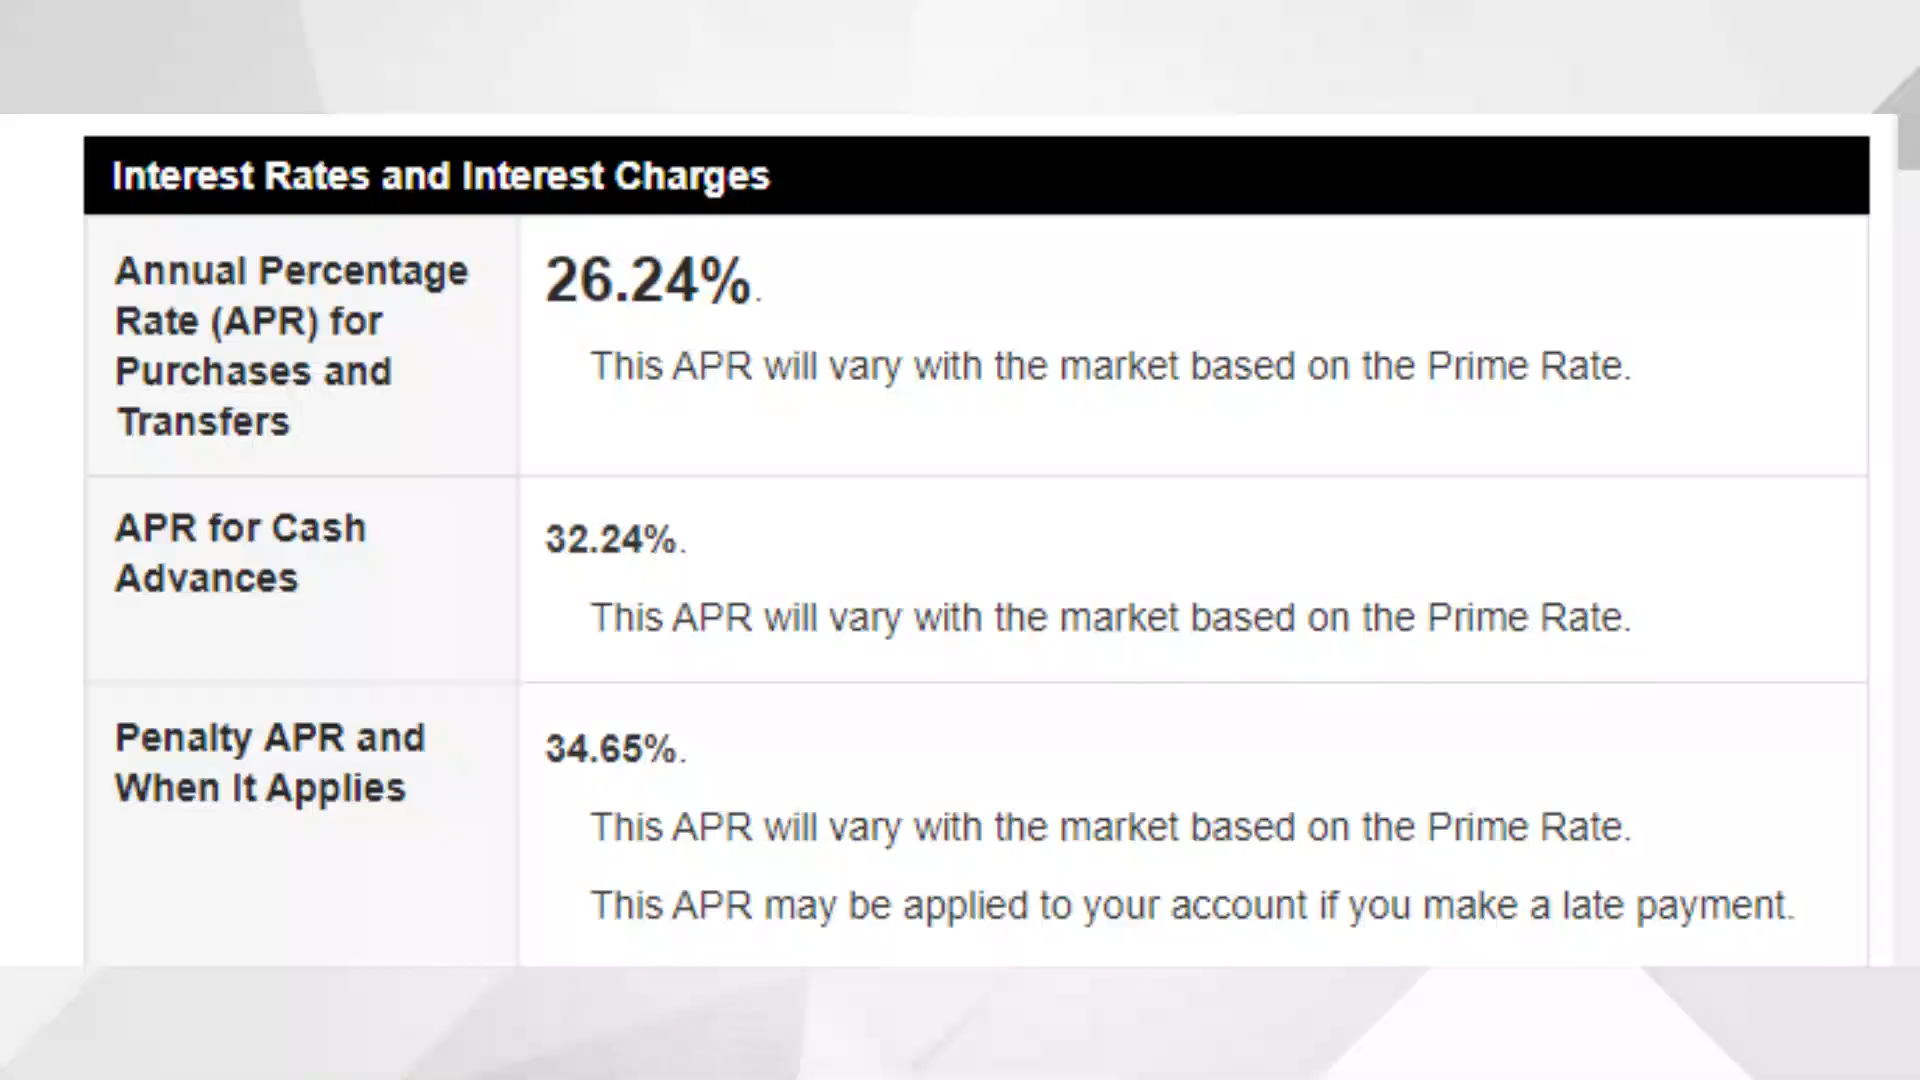 Interest Rates and Interest Charges
Annual Percentage
Rate (APR) for
Purchases and
Transfers
26.24%.
This APR will vary with the market based on the Prime Rate.
APR for Cash
Advances
32.24%.
This APR will vary with the market based on the Prime Rate.
Penalty APR and
When It Applies
34.65%.
This APR will vary with the market based on the Prime Rate.
This APR may be applied to your account if you make a late payment.